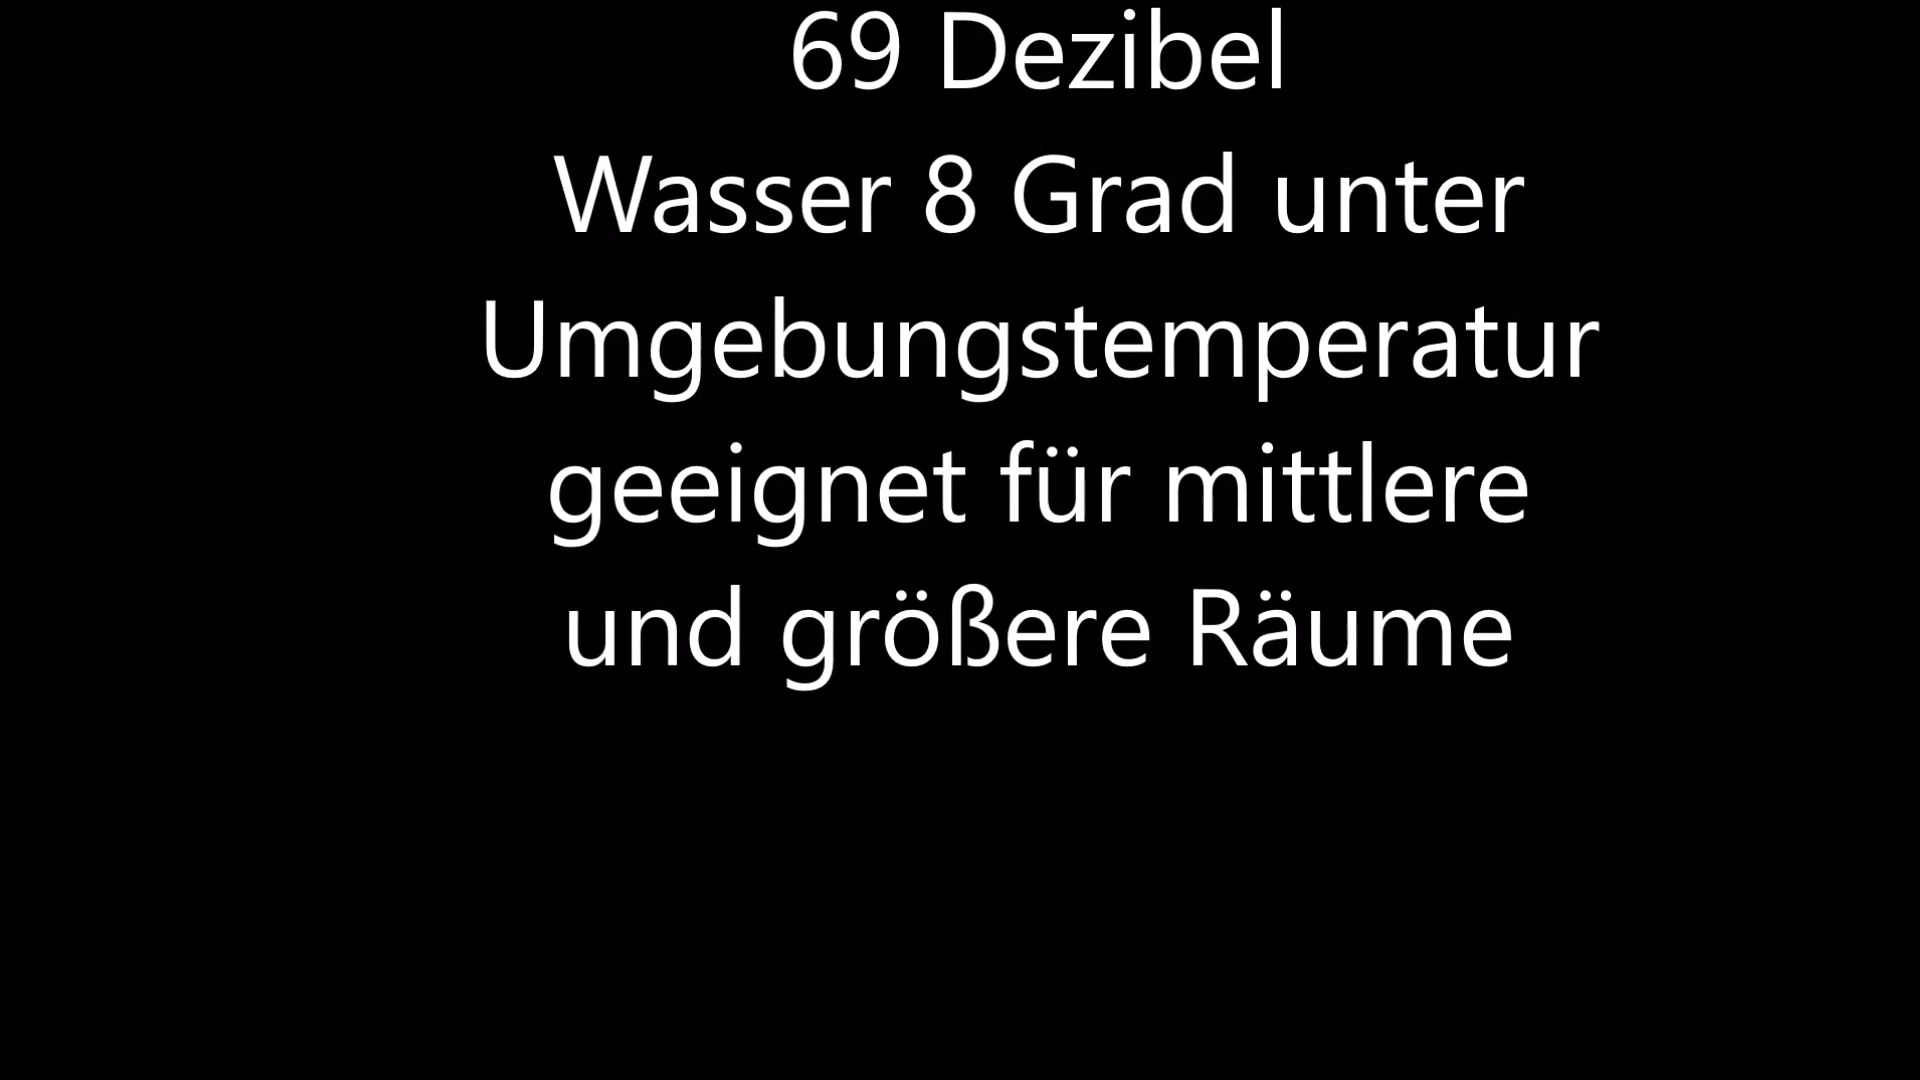 69 Dezibel
Wasser 8 Grad unter
Umgebungstemperatur
geeignet für mittlere
und größere Räume